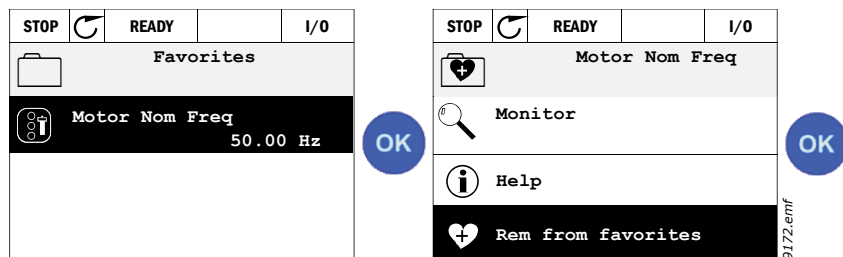 STOP READY I/O
Favorites
Motor Nom Freq
50.00 Hz
OK
STOP READY I/O
Motor Nom Freq
Monitor
Help
Rem from favorites
OK
9172.emf